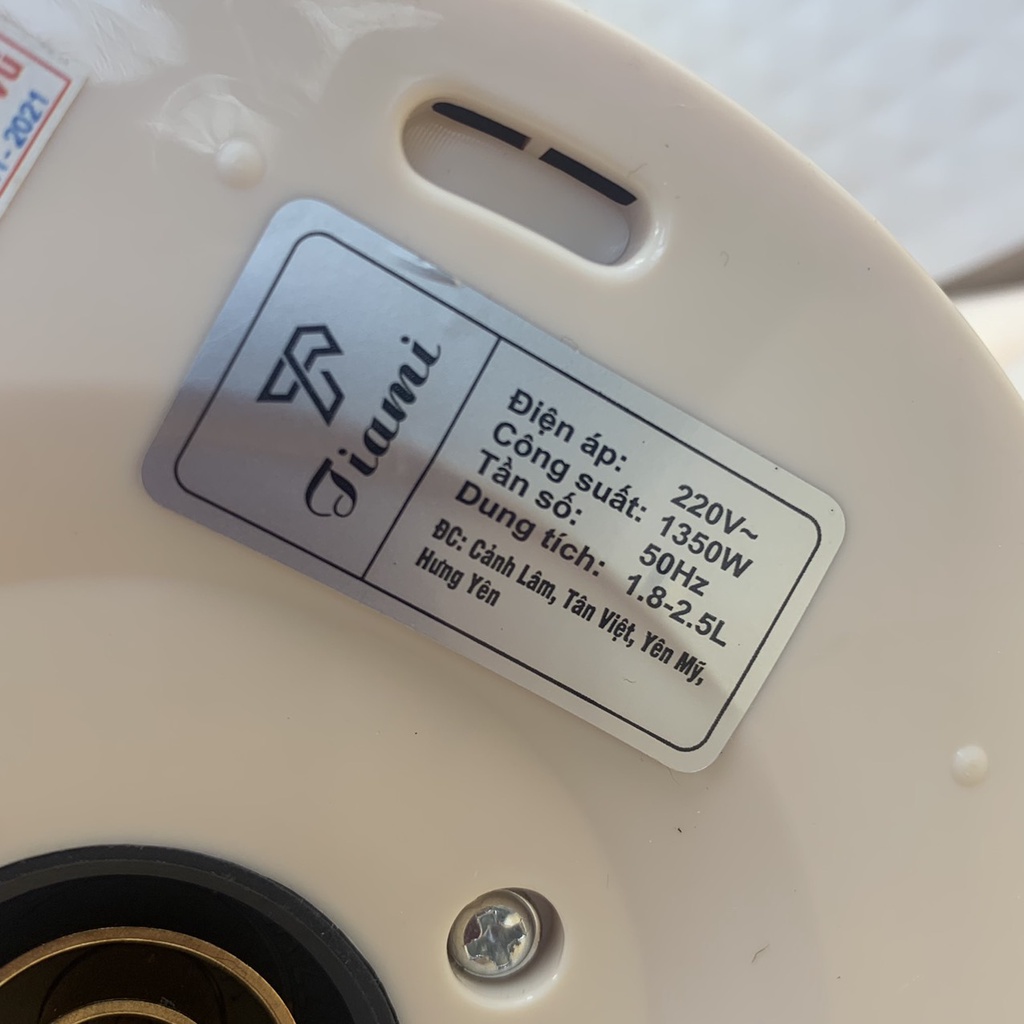 2021
Tiami
Điện áp: 220V~
Công suất: 1350W
Tần số: 50Hz
Dung tích: 1.8-2.5L
ĐC: Cảnh Lâm, Tân Việt, Yên Mỹ,
Hưng Yên